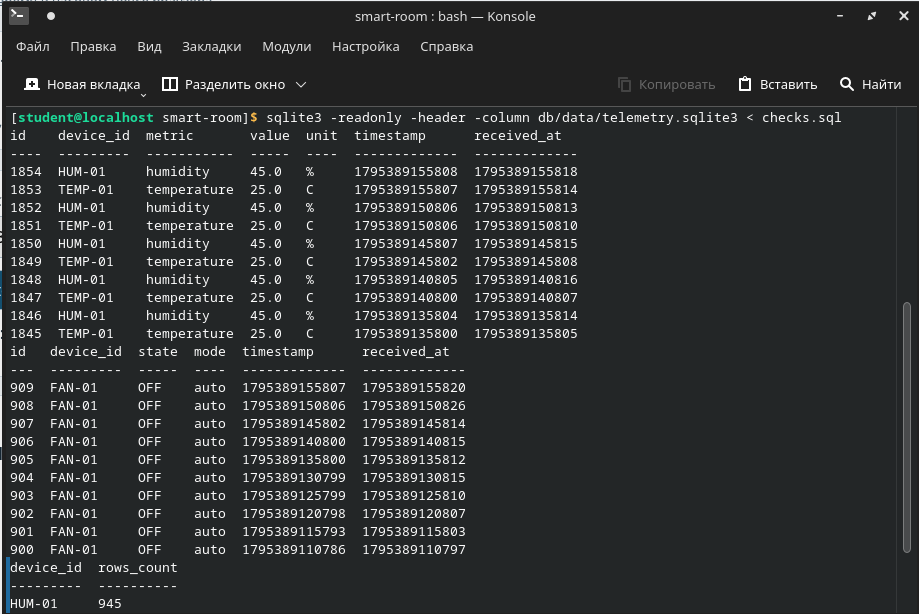 smart-room : bash — Konsole
Файл Правка Вид Закладки Модули Настройка Справка
Новая вкладка Разделить окно Копировать Вставить Найти
[student@localhost smart-room]$ sqlite3 -readonly -header -column db/data/telemetry.sqlite3 < checks.sql
id    device_id  metric       value  unit  timestamp      received_at
----  ---------  -----------  -----  ----  -------------  -------------
1854  HUM-01     humidity     45.0   %     1795389155808  1795389155818
1853  TEMP-01    temperature  25.0   C     1795389155807  1795389155814
1852  HUM-01     humidity     45.0   %     1795389150806  1795389150813
1851  TEMP-01    temperature  25.0   C     1795389150806  1795389150810
1850  HUM-01     humidity     45.0   %     1795389145807  1795389145815
1849  TEMP-01    temperature  25.0   C     1795389145802  1795389145808
1848  HUM-01     humidity     45.0   %     1795389140805  1795389140816
1847  TEMP-01    temperature  25.0   C     1795389140800  1795389140807
1846  HUM-01     humidity     45.0   %     1795389135804  1795389135814
1845  TEMP-01    temperature  25.0   C     1795389135800  1795389135805
id   device_id  state  mode  timestamp      received_at
---  ---------  -----  ----  -------------  -------------
909  FAN-01     OFF    auto  1795389155807  1795389155820
908  FAN-01     OFF    auto  1795389150806  1795389150826
907  FAN-01     OFF    auto  1795389145802  1795389145814
906  FAN-01     OFF    auto  1795389140800  1795389140815
905  FAN-01     OFF    auto  1795389135800  1795389135812
904  FAN-01     OFF    auto  1795389130799  1795389130815
903  FAN-01     OFF    auto  1795389125799  1795389125810
902  FAN-01     OFF    auto  1795389120798  1795389120807
901  FAN-01     OFF    auto  1795389115793  1795389115803
900  FAN-01     OFF    auto  1795389110786  1795389110797
device_id  rows_count
---------  ----------
HUM-01     945